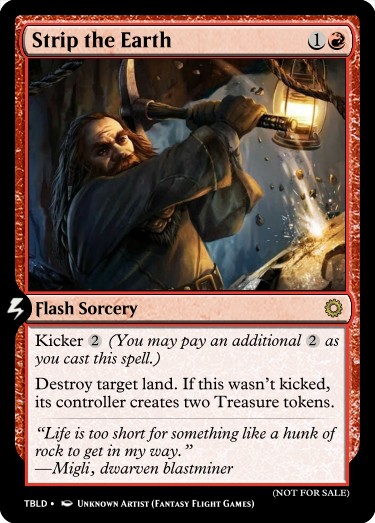 Strip the Earth 1
Flash Sorcery
Kicker 2 (You may pay an additional 2 as
you cast this spell.)
Destroy target land. If this wasn't kicked,
its controller creates two Treasure tokens.
“Life is too short for something like a hunk of
rock to get in my way.”
—Migli, dwarven blastminer
(NOT FOR SALE)
TBLD • Unknown Artist (Fantasy Flight Games)